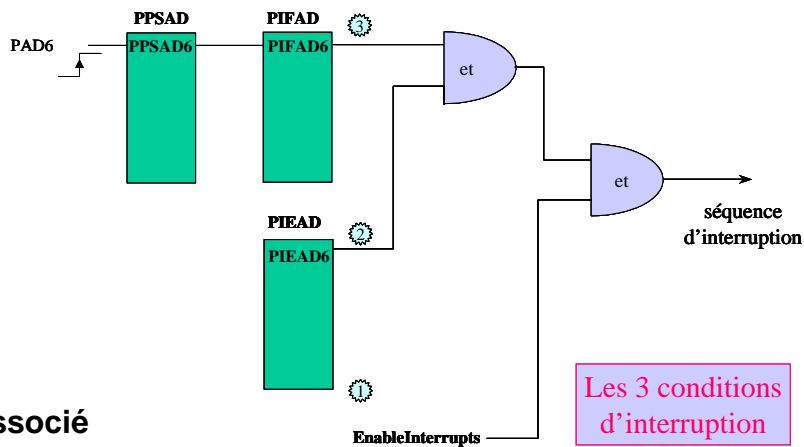 PPSAD
PIFAD
PAD6
PPSAD6
PIFAD6
3
et
et
séquence
d'interruption
PIEAD
2
PIEAD6
1
Les 3 conditions
d'interruption
ssocié
EnableInterrupts